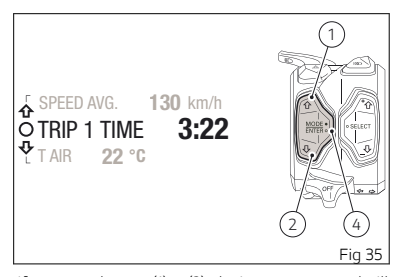 1
SPEED AVG. 130 km/h
TRIP 1 TIME 3:22
T AIR 22 °C
MODE
ENTER
SELECT
OFF
2
4
Fig 35